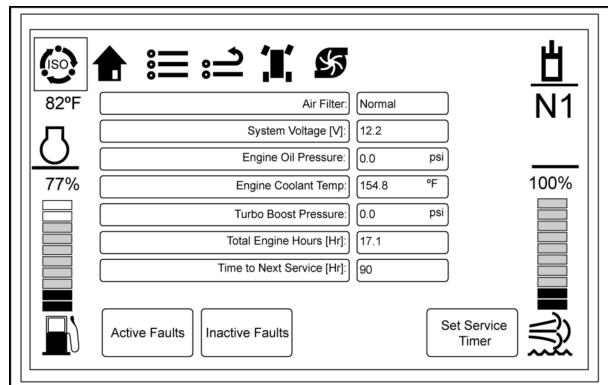 ISO
82ºF
N1
77%
100%
Air Filter: Normal
System Voltage [V]: 12.2
Engine Oil Pressure: 0.0 psi
Engine Coolant Temp: 154.8 ºF
Turbo Boost Pressure: 0.0 psi
Total Engine Hours [Hr]: 17.1
Time to Next Service [Hr]: 90
Active Faults
Inactive Faults
Set Service
Timer